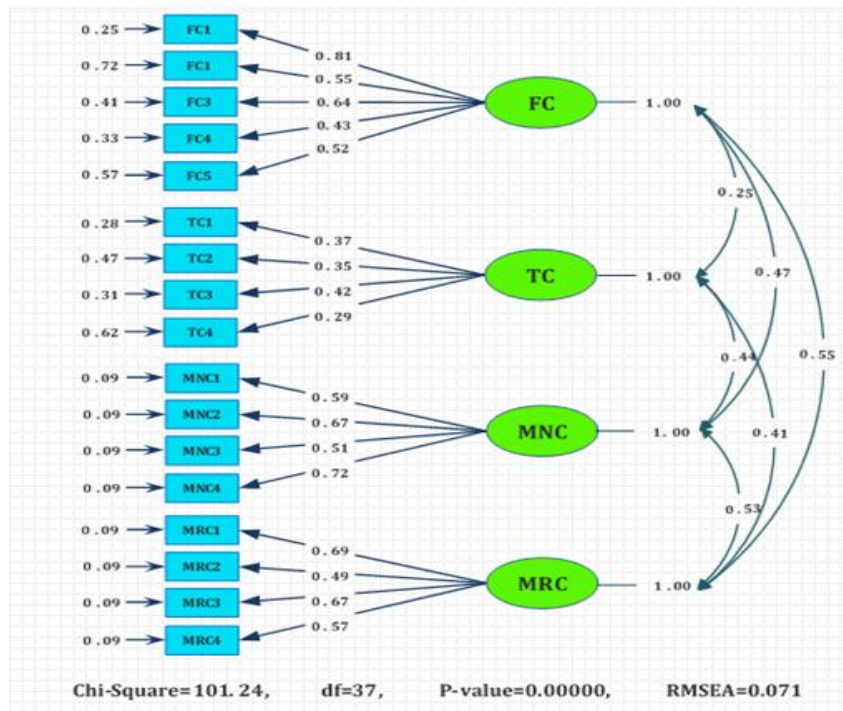 0.25 FC1 0.81
0.72 FC1 0.55
0.41 FC3 0.64 FC 1.00
0.33 FC4 0.43
0.57 FC5 0.52
0.25
0.28 TC1 0.37
0.47 TC2 0.35 TC 1.00 0.47
0.31 TC3 0.42
0.62 TC4 0.29
0.44 0.55
0.09 MNC1 0.59
0.09 MNC2 0.67 MNC 1.00 0.41
0.09 MNC3 0.51
0.09 MNC4 0.72
0.53
0.09 MRC1 0.69
0.09 MRC2 0.49 MRC 1.00
0.09 MRC3 0.67
0.09 MRC4 0.57
Chi-Square=101.24, df=37, P-value=0.00000, RMSEA=0.071